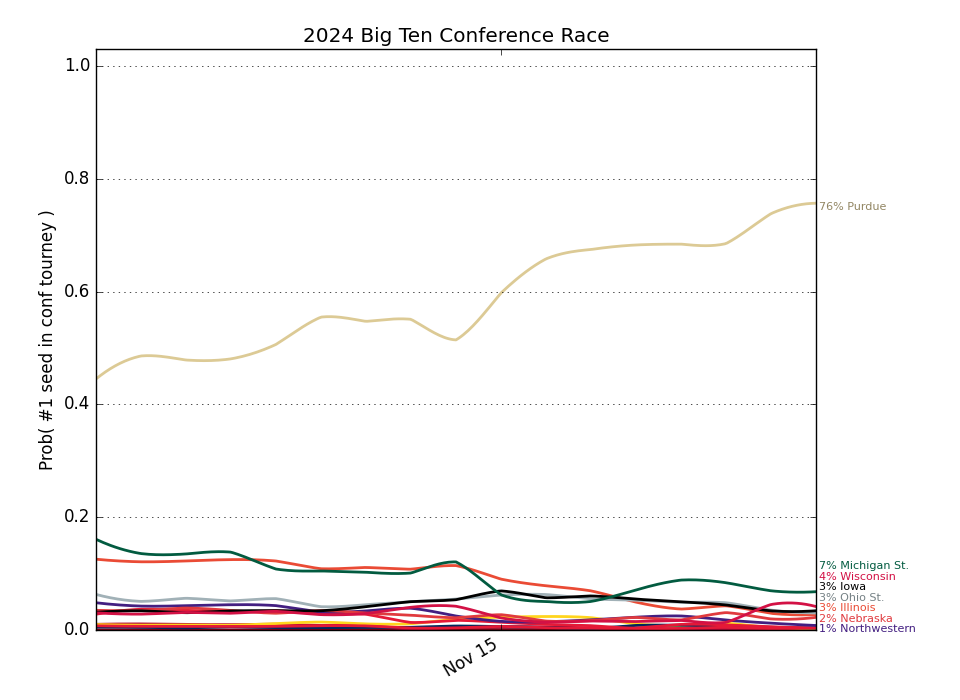 2024 Big Ten Conference Race
Prob( #1 seed in conf tourney )
1.0
0.8
0.6
0.4
0.2
0.0
Nov 15
76% Purdue
7% Michigan St.
4% Wisconsin
3% Iowa
3% Ohio St.
3% Illinois
2% Nebraska
1% Northwestern